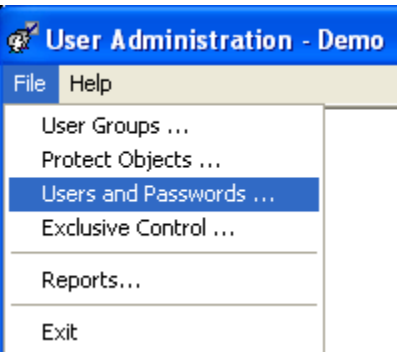 User Administration - Demo
File Help
User Groups ...
Protect Objects ...
Users and Passwords ...
Exclusive Control ...
Reports...
Exit